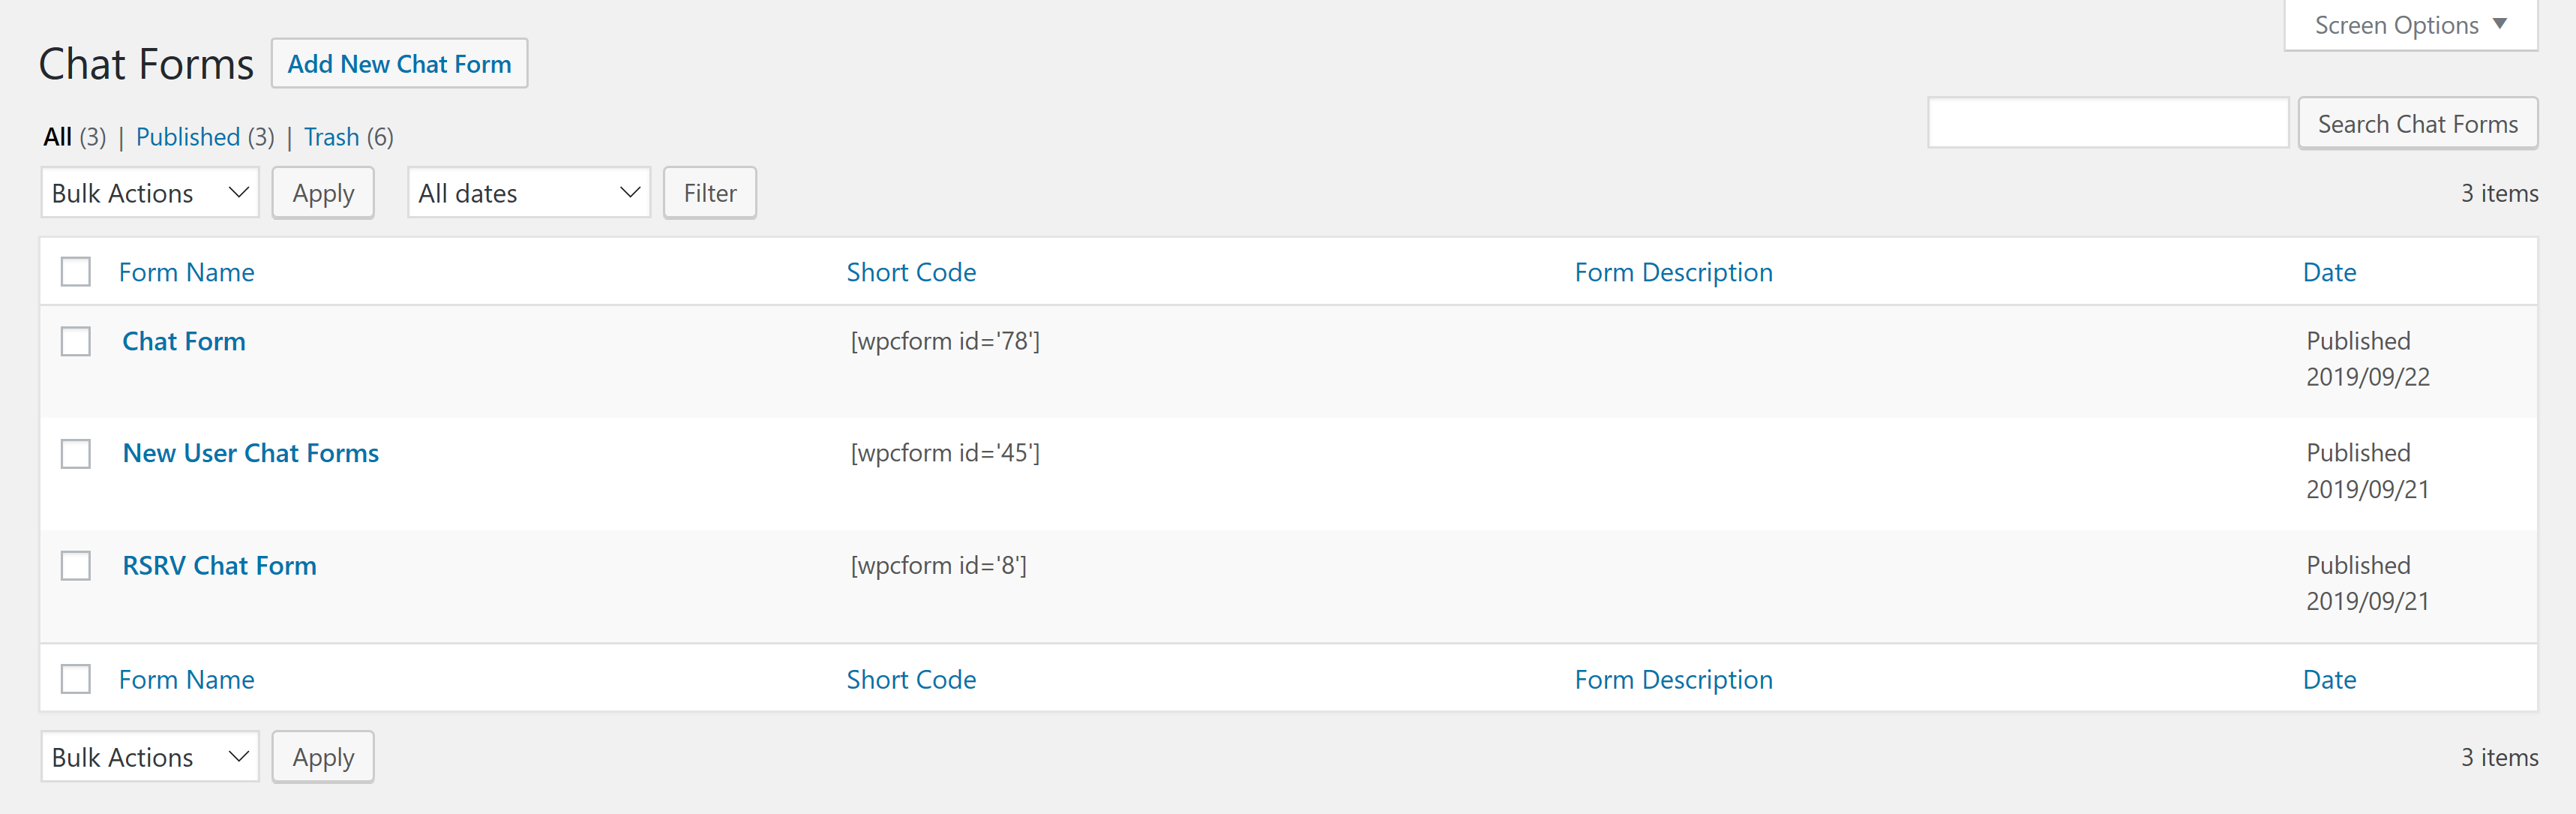 Screen Options
Chat Forms Add New Chat Form
All (3) | Published (3) | Trash (6)
Search Chat Forms
Bulk Actions Apply All dates Filter 3 items
Form Name Short Code Form Description Date
Chat Form [wpcform id='78'] Published
2019/09/22
New User Chat Forms [wpcform id='45'] Published
2019/09/21
RSRV Chat Form [wpcform id='8'] Published
2019/09/21
Form Name Short Code Form Description Date
Bulk Actions Apply 3 items